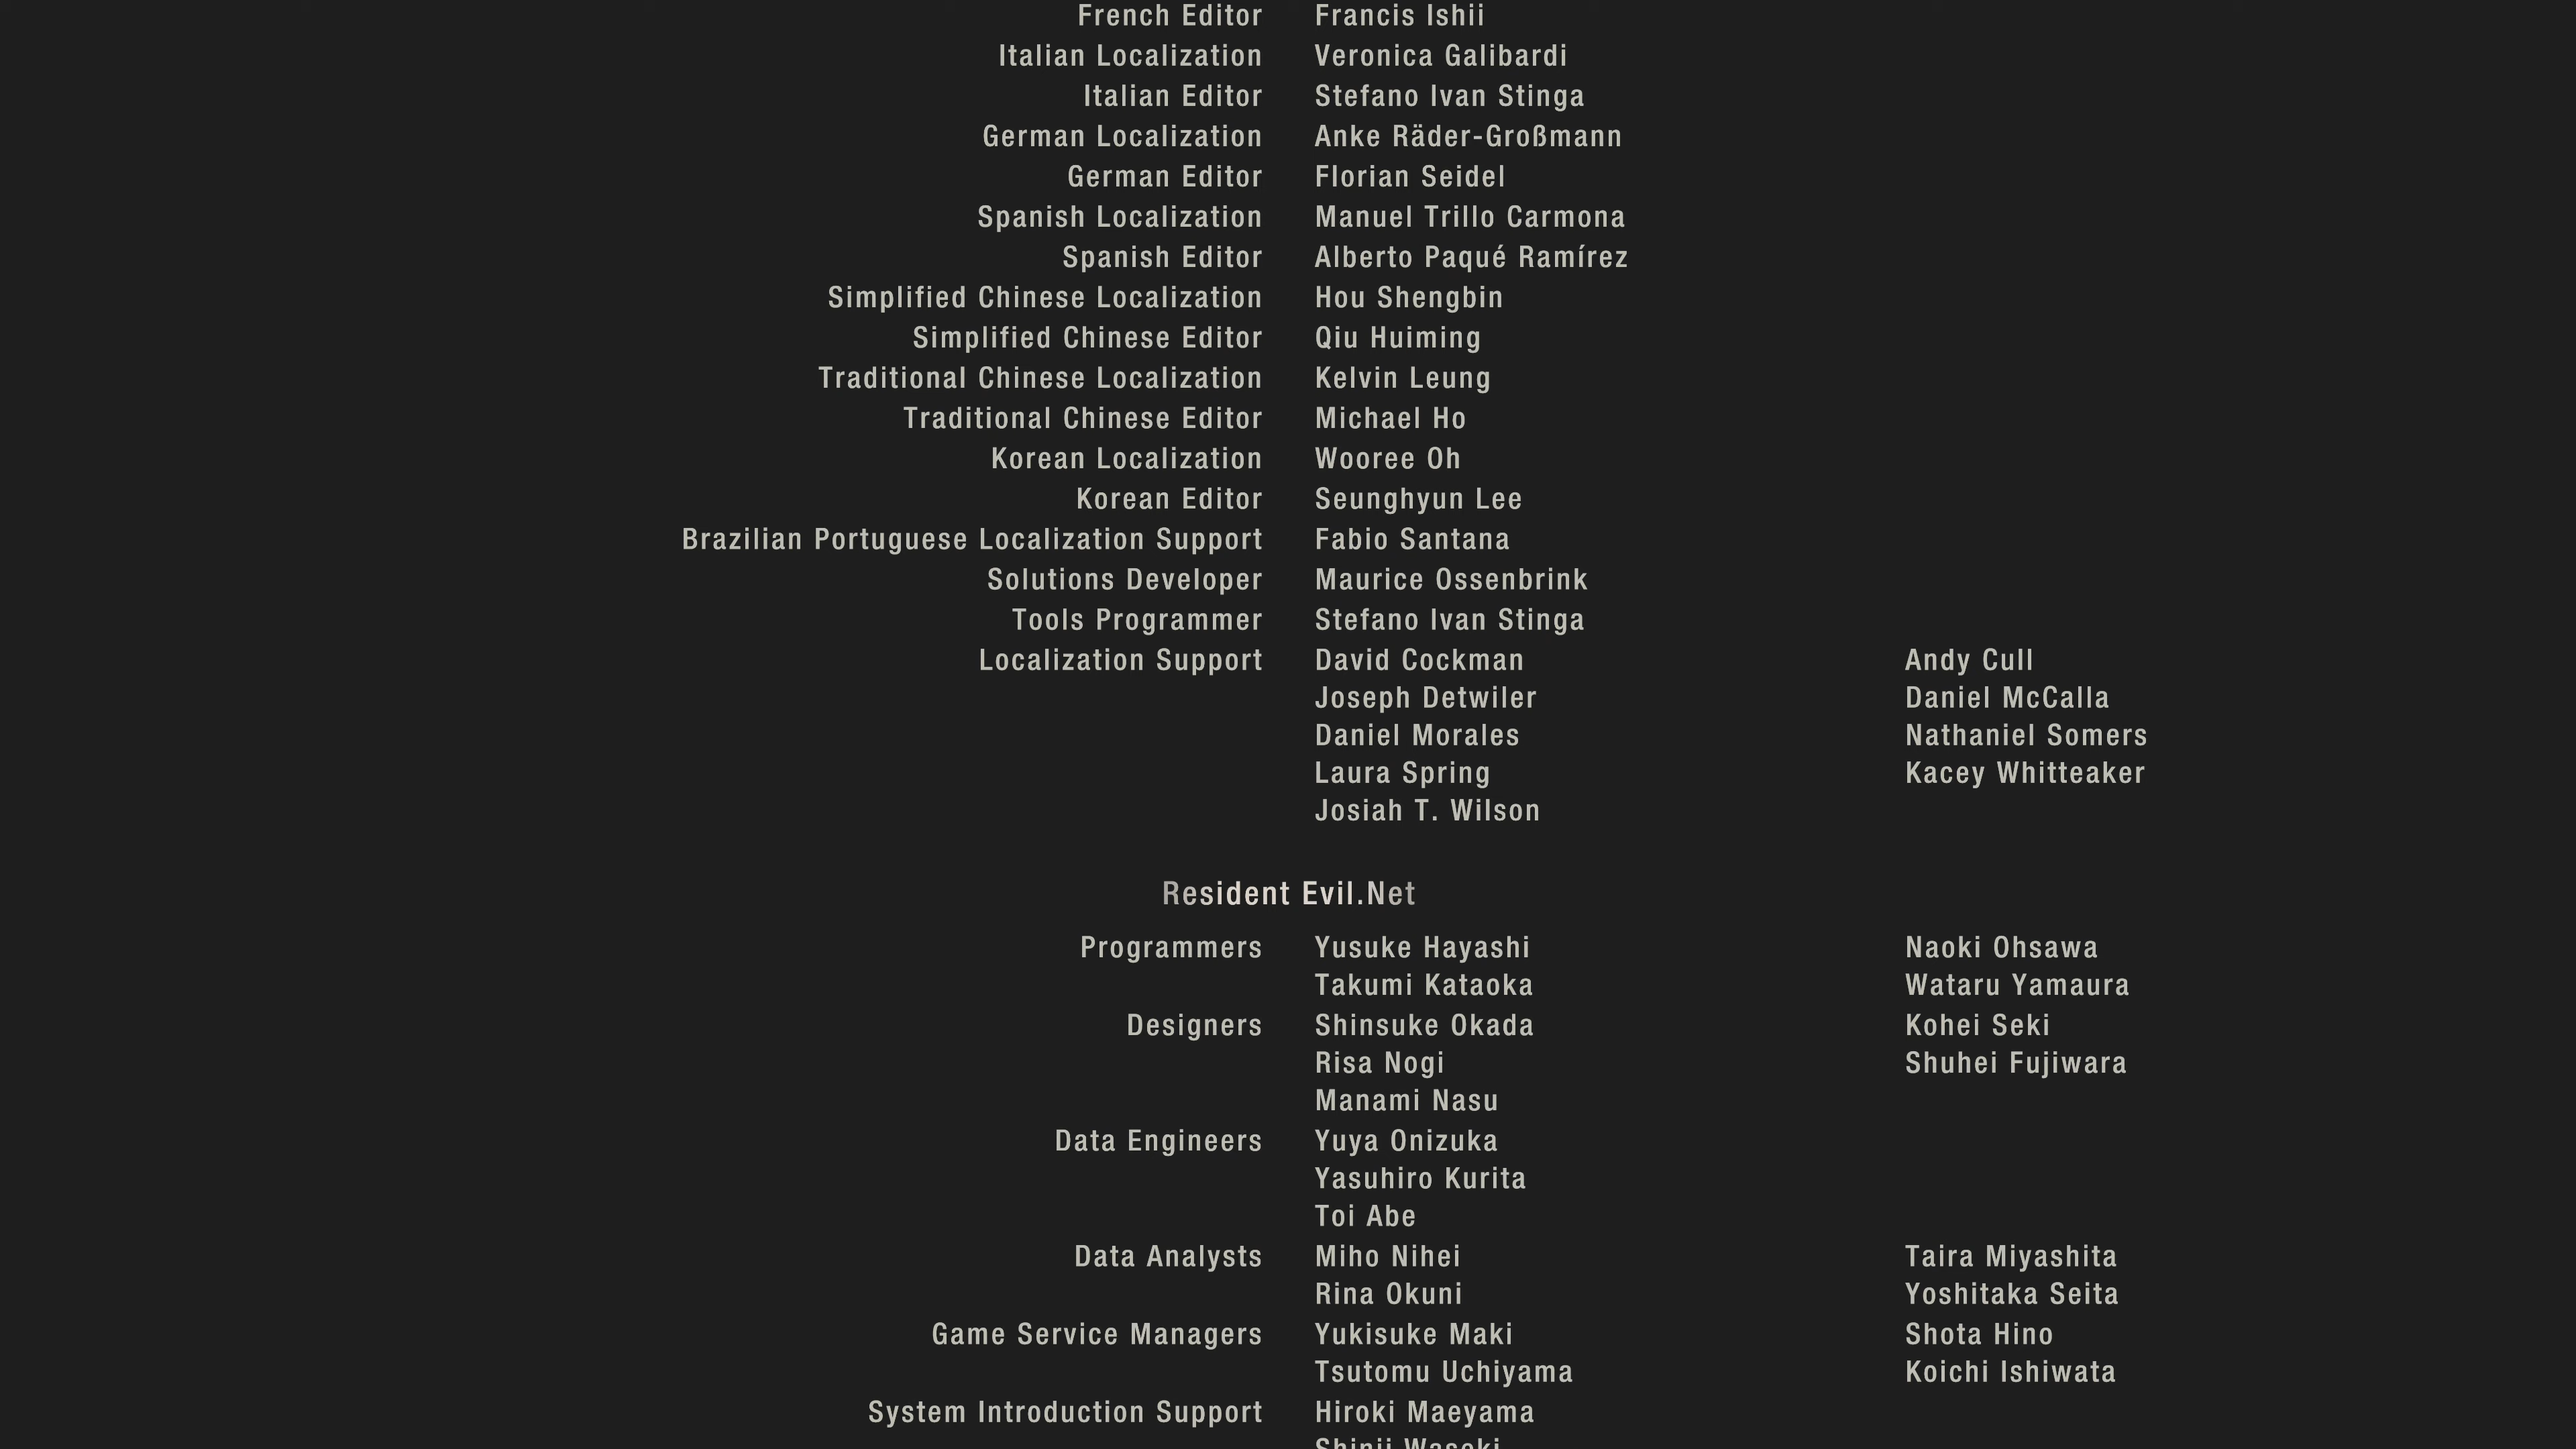 French Editor Francis Ishii
Italian Localization Veronica Galibardi
Italian Editor Stefano Ivan Stinga
German Localization Anke Räder-Großmann
German Editor Florian Seidel
Spanish Localization Manuel Trillo Carmona
Spanish Editor Alberto Paqué Ramírez
Simplified Chinese Localization Hou Shengbin
Simplified Chinese Editor Qiu Huiming
Traditional Chinese Localization Kelvin Leung
Traditional Chinese Editor Michael Ho
Korean Localization Wooree Oh
Korean Editor Seunghyun Lee
Brazilian Portuguese Localization Support Fabio Santana
Solutions Developer Maurice Ossenbrink
Tools Programmer Stefano Ivan Stinga
Localization Support David Cockman Andy Cull
Joseph Detwiler Daniel McCalla
Daniel Morales Nathaniel Somers
Laura Spring Kacey Whitteaker
Josiah T. Wilson
Resident Evil.Net
Programmers Yusuke Hayashi Naoki Ohsawa
Takumi Kataoka Wataru Yamaura
Designers Shinsuke Okada Kohei Seki
Risa Nogi Shuhei Fujiwara
Manami Nasu
Data Engineers Yuya Onizuka
Yasuhiro Kurita
Toi Abe
Data Analysts Miho Nihei Taira Miyashita
Rina Okuni Yoshitaka Seita
Game Service Managers Yukisuke Maki Shota Hino
Tsutomu Uchiyama Koichi Ishiwata
System Introduction Support Hiroki Maeyama
Shinji